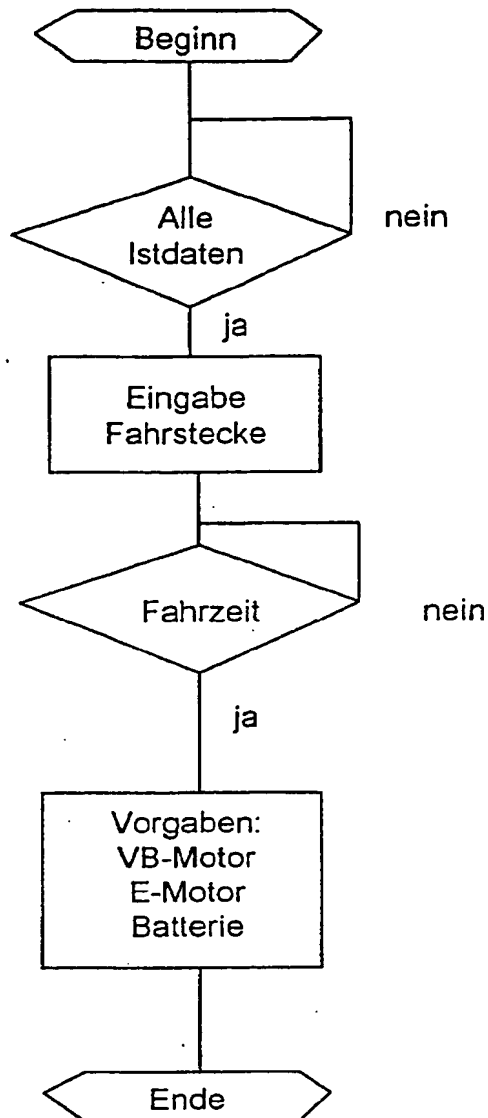 Beginn
Alle
Istdaten
nein
ja
Eingabe
Fahrstecke
Fahrzeit
nein
ja
Vorgaben:
VB-Motor
E-Motor
Batterie
Ende